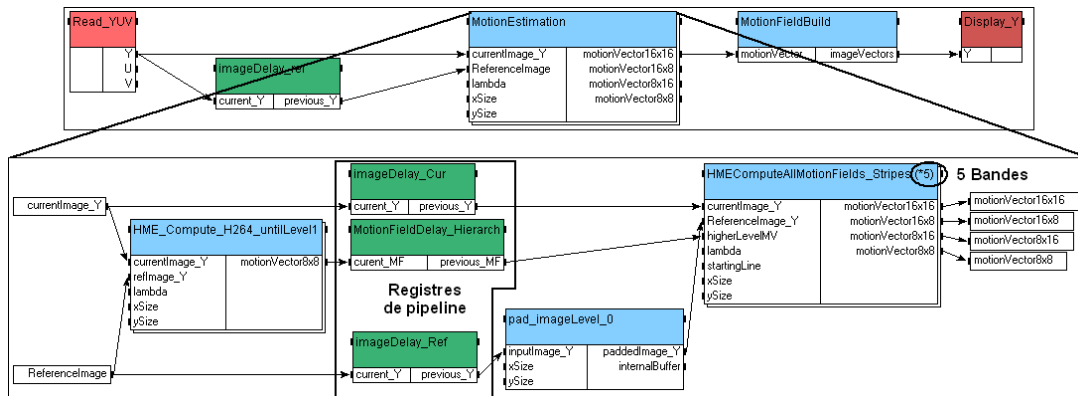 Read_YUV
Y
U
V
imageDelay_ref
current_Y previous_Y
MotionEstimation
currentImage_Y motionVector16x16
ReferenceImage motionVector16x8
lambda motionVector8x16
xSize motionVector8x8
ySize
MotionFieldBuild
motionVector imageVectors
Display_Y
Y
currentImage_Y
ReferenceImage
HME_Compute_H264_untilLevel1
currentImage_Y motionVector8x8
refImage_Y
lambda
xSize
ySize
imageDelay_Cur
current_Y previous_Y
MotionFieldDelay_Hierarch
curent_MF previous_MF
Registres
de pipeline
imageDelay_Ref
current_Y previous_Y
pad_imageLevel_0
inputImage_Y paddedImage_Y
xSize internalBuffer
ySize
HMEComputeAllMotionFields_Stripes (*5)
currentImage_Y motionVector16x16
ReferenceImage_Y motionVector16x8
higherLevelMV motionVector8x16
lambda motionVector8x8
startingLine
xSize
ySize
5 Bandes
motionVector16x16
motionVector16x8
motionVector8x16
motionVector8x8